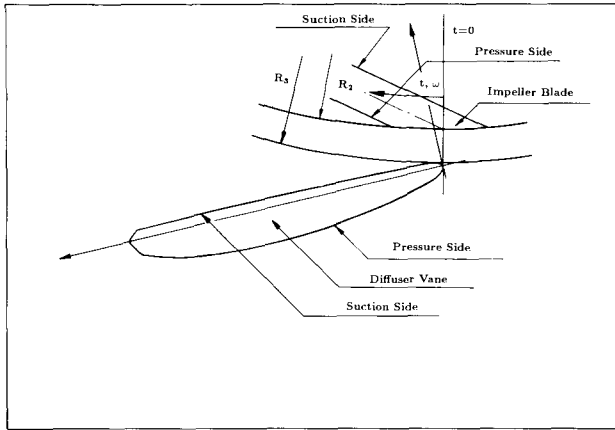 Suction Side
t=0
Pressure Side
R₃
R₂
t, ω
Impeller Blade
Pressure Side
Diffuser Vane
Suction Side